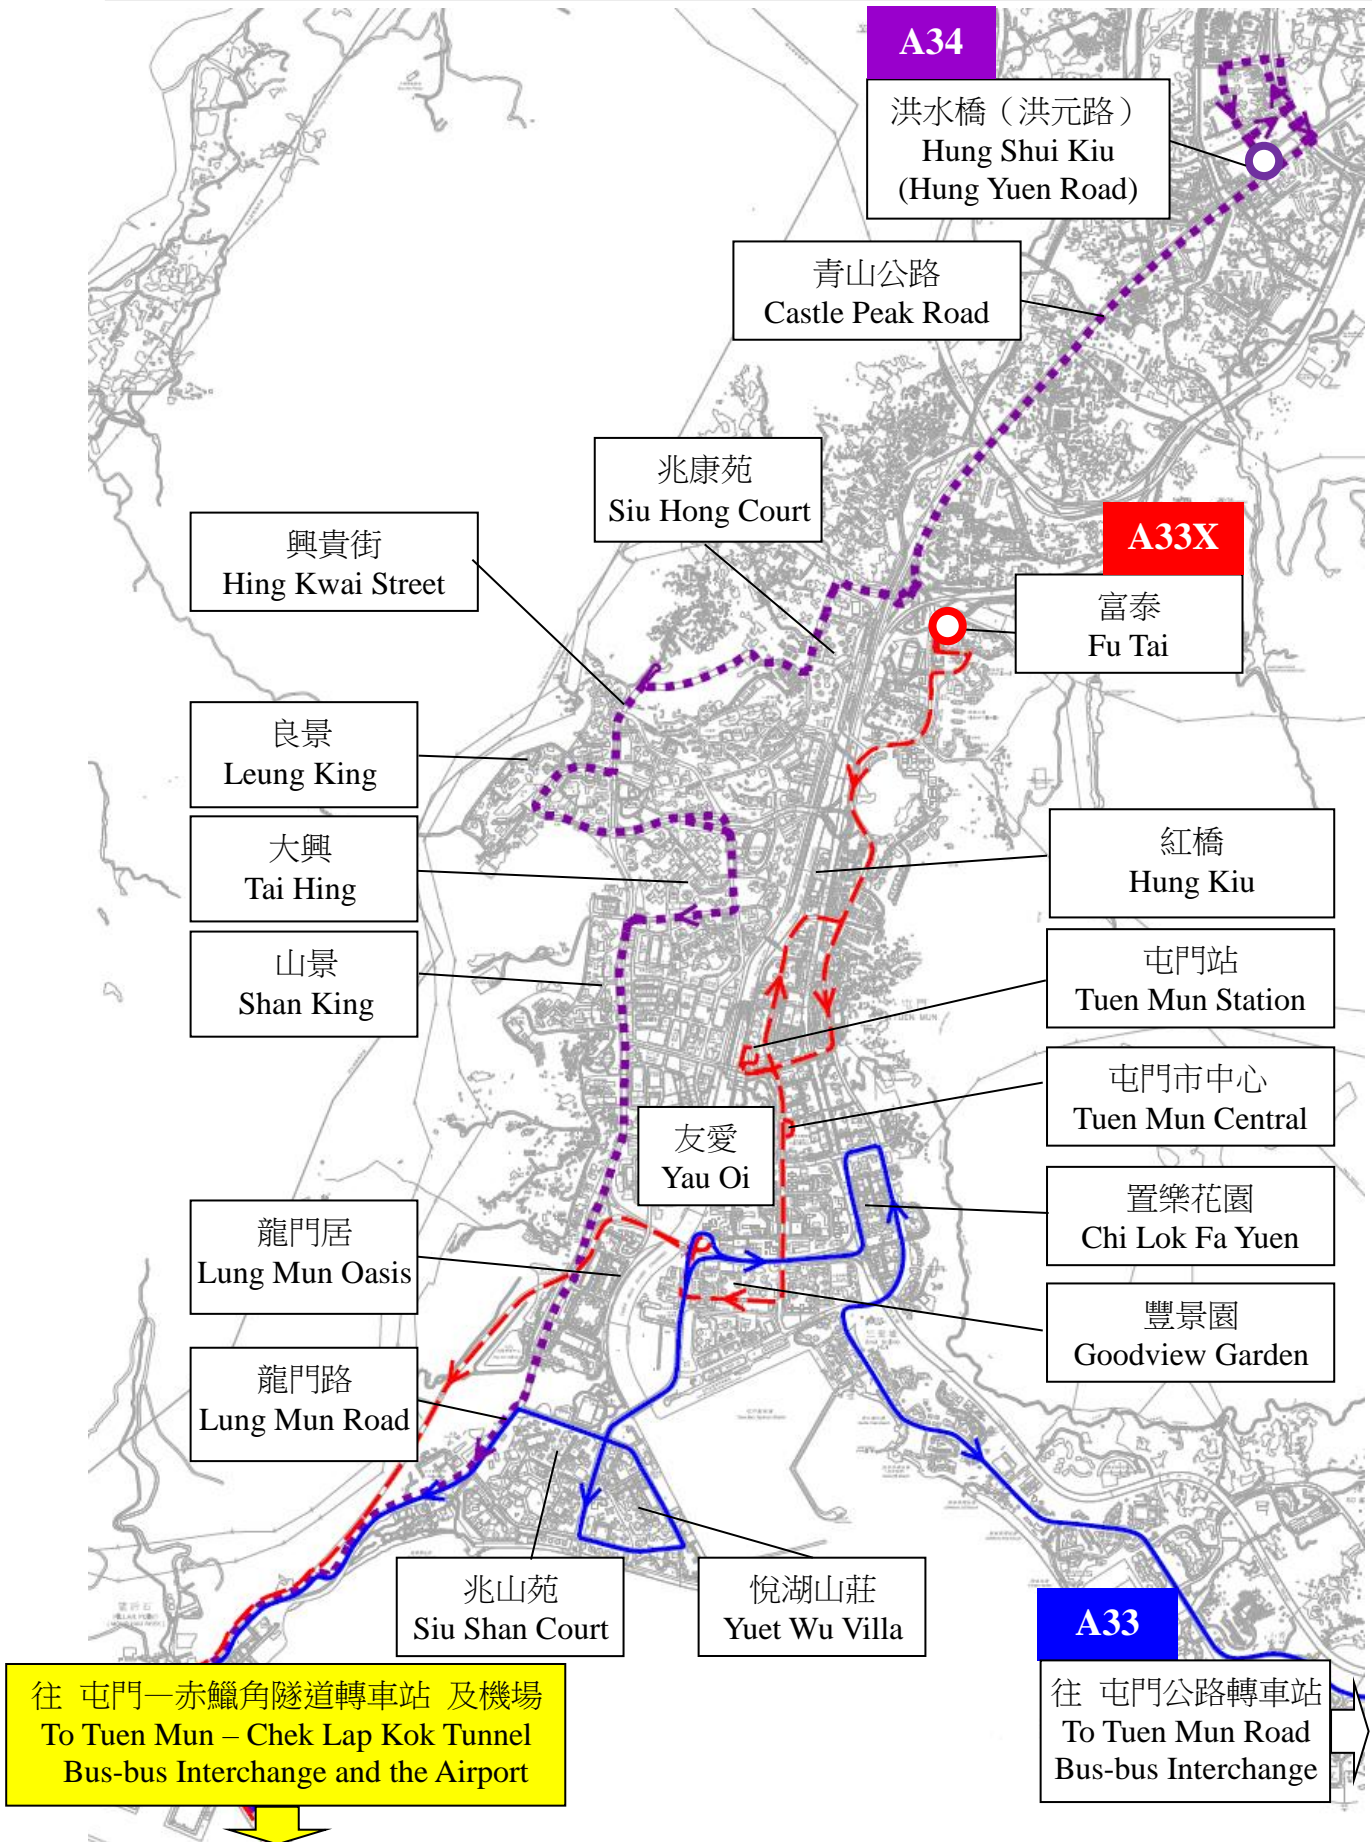 A34
洪水橋（洪元路）
Hung Shui Kiu
(Hung Yuen Road)
青山公路
Castle Peak Road
兆康苑
Siu Hong Court
興貴街
Hing Kwai Street
A33X
富泰
Fu Tai
良景
Leung King
大興
Tai Hing
紅橋
Hung Kiu
山景
Shan King
屯門站
Tuen Mun Station
屯門
TUEN MUN
屯門市中心
Tuen Mun Central
友愛
Yau Oi
置樂花園
Chi Lok Fa Yuen
龍門居
Lung Mun Oasis
豐景園
Goodview Garden
龍門路
Lung Mun Road
兆山苑
Siu Shan Court
悅湖山莊
Yuet Wu Villa
A33
往 屯門公路轉車站
To Tuen Mun Road
Bus-bus Interchange
往 屯門—赤鱲角隧道轉車站 及機場
To Tuen Mun – Chek Lap Kok Tunnel
Bus-bus Interchange and the Airport